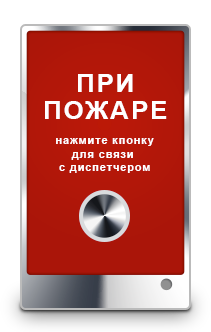 ПРИ
ПОЖАРЕ
нажмите кпонку
для связи
с диспетчером